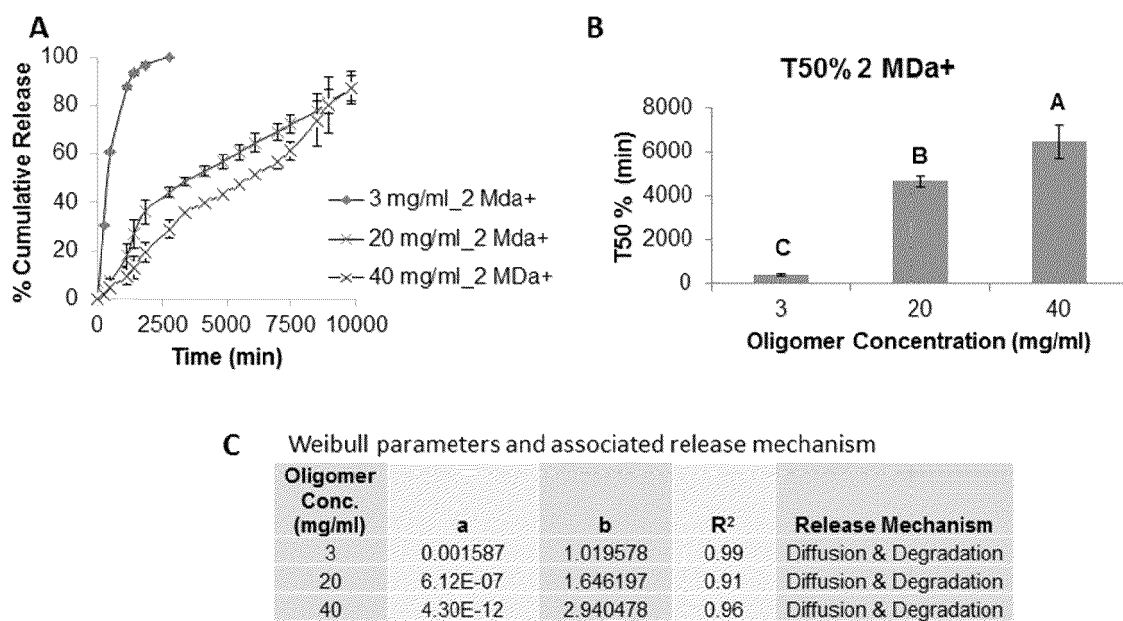 A
% Cumulative Release
100
80
60
40
20
0
0 2500 5000 7500 10000
Time (min)
3 mg/ml_2 Mda+
20 mg/ml_2 Mda+
40 mg/ml_2 MDa+
B
T50% 2 MDa+
T50 % (min)
8000
6000
4000
2000
0
C
B
A
3 20 40
Oligomer Concentration (mg/ml)
C Weibull parameters and associated release mechanism
Oligomer
Conc.
(mg/ml) a b R² Release Mechanism
3 0.001587 1.019578 0.99 Diffusion & Degradation
20 6.12E-07 1.646197 0.91 Diffusion & Degradation
40 4.30E-12 2.940478 0.96 Diffusion & Degradation